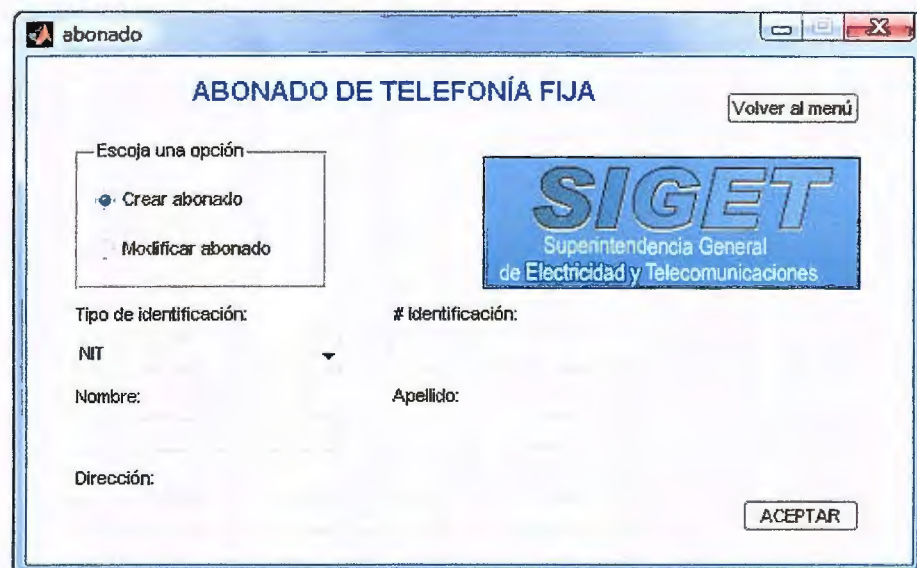 abonado
ABONADO DE TELEFONÍA FIJA
Volver al menú
Escoja una opción
Crear abonado
Modificar abonado
SIGET
Superintendencia General
de Electricidad y Telecomunicaciones
Tipo de identificación:
# Identificación:
NIT
Nombre:
Apellido:
Dirección:
ACEPTAR